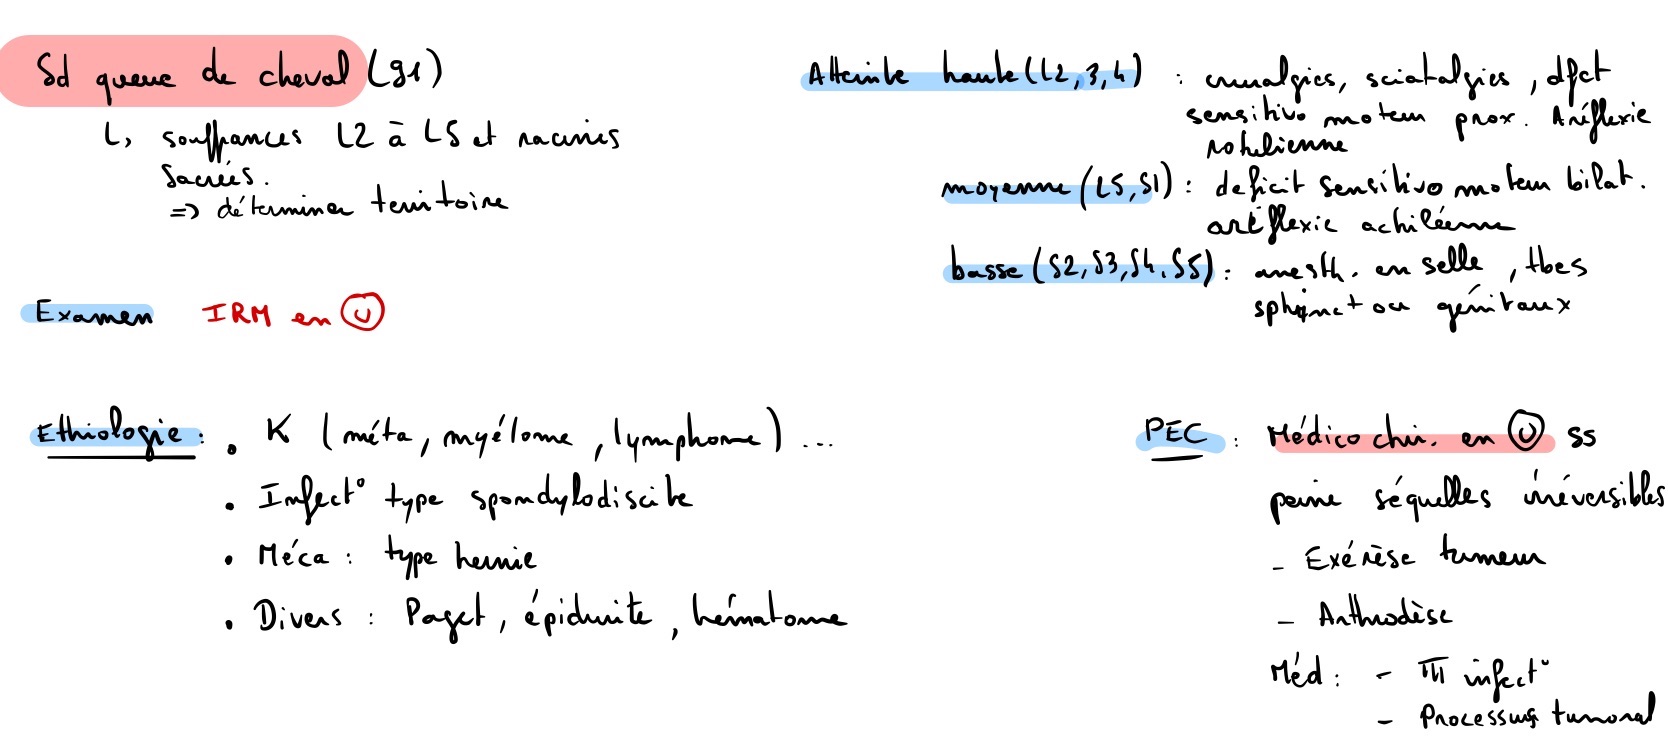 Sd queue de cheval (91)
↳ souffrances L2 à L5 et racines
sacrées.
=> déterminer territoire
Examen IRM en U
Atteinte haute (L2,3,4) : cruralgies, sciatalgies, dfct
sensitivo moteur prox. Aréflexie
rotulienne
moyenne (L5,S1) : deficit sensitivo moteur bilat.
aréflexie achiléenne
basse (S2,S3,S4,S5) : anesth. en selle, tbes
sphinct ou génitaux
Ethiologie : • K (méta, myélome, lymphome) ...
• Infect° type spondylodiscite
• Méca : type hernie
• Divers : Paget, épidurite, hématome
PEC : Médico chir. en U ss
peine séquelles irréversibles
- Exérèse tumeur
- Arthrodèse
Méd : - TTT infect°
- Processus tumoral